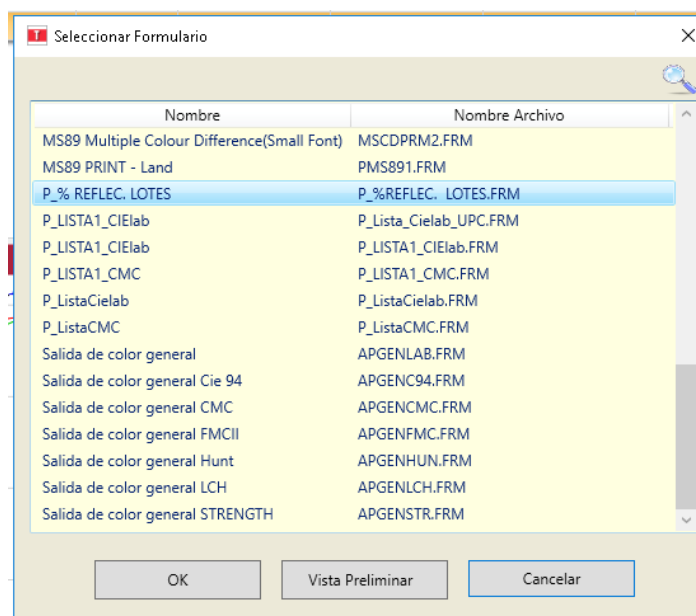 Seleccionar Formulario
Nombre Nombre Archivo
MS89 Multiple Colour Difference(Small Font) MSCDPRM2.FRM
MS89 PRINT - Land PMS891.FRM
P_% REFLEC. LOTES P_%REFLEC.  LOTES.FRM
P_LISTA1_CIElab P_Lista_Cielab_UPC.FRM
P_LISTA1_CIElab P_LISTA1_CIElab.FRM
P_LISTA1_CMC P_LISTA1_CMC.FRM
P_ListaCielab P_ListaCielab.FRM
P_ListaCMC P_ListaCMC.FRM
Salida de color general APGENLAB.FRM
Salida de color general Cie 94 APGENC94.FRM
Salida de color general CMC APGENCMC.FRM
Salida de color general FMCII APGENFMC.FRM
Salida de color general Hunt APGENHUN.FRM
Salida de color general LCH APGENLCH.FRM
Salida de color general STRENGTH APGENSTR.FRM
OK Vista Preliminar Cancelar